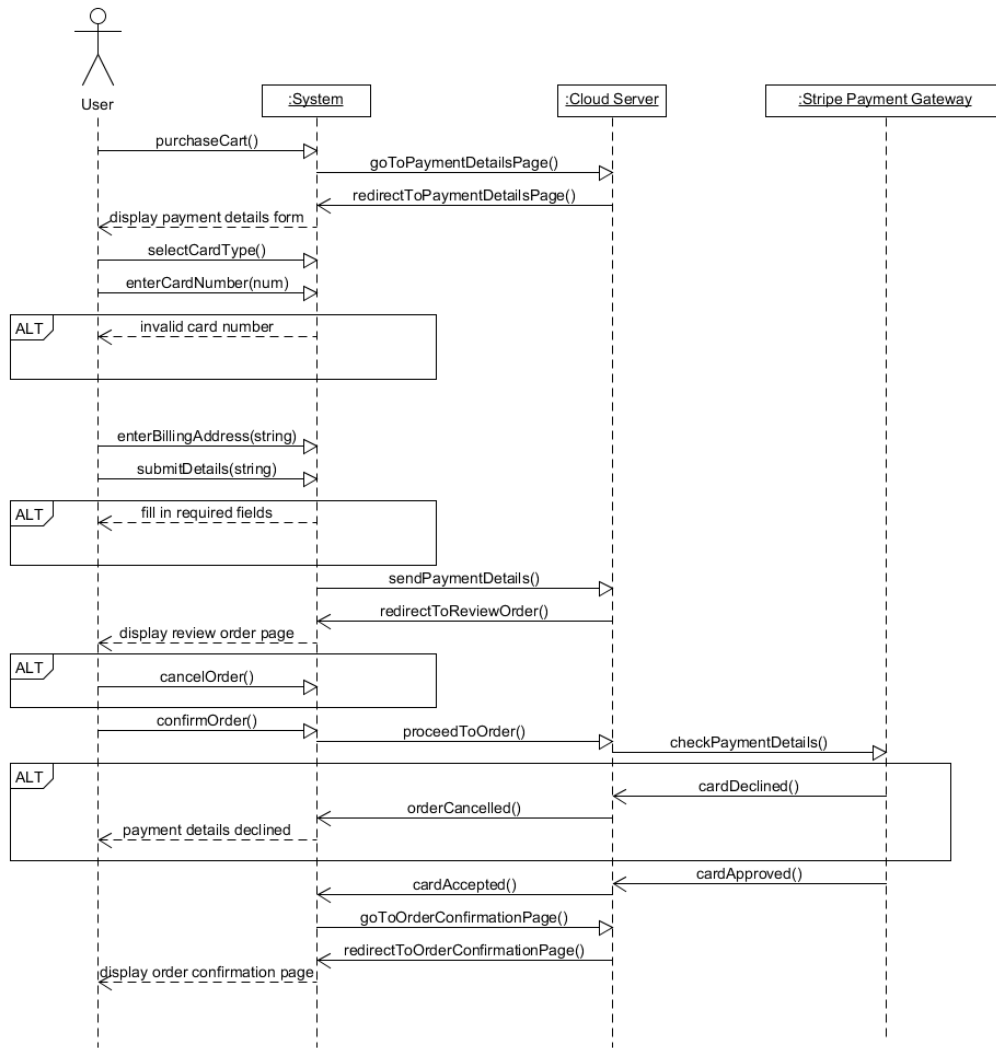 User
:System
:Cloud Server
:Stripe Payment Gateway
purchaseCart()
goToPaymentDetailsPage()
redirectToPaymentDetailsPage()
display payment details form
selectCardType()
enterCardNumber(num)
ALT
invalid card number
enterBillingAddress(string)
submitDetails(string)
ALT
fill in required fields
sendPaymentDetails()
redirectToReviewOrder()
display review order page
ALT
cancelOrder()
confirmOrder()
proceedToOrder()
checkPaymentDetails()
ALT
cardDeclined()
orderCancelled()
payment details declined
cardApproved()
cardAccepted()
goToOrderConfirmationPage()
redirectToOrderConfirmationPage()
display order confirmation page